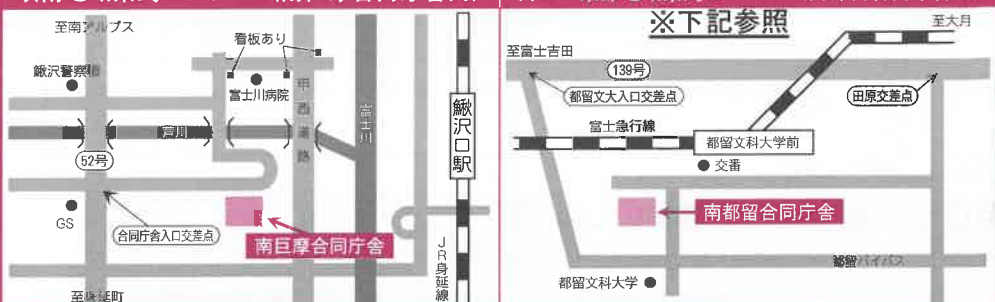 至南アルプス
看板あり
鰍沢警察署
富士川病院
甲西道路
富士川
鰍沢口駅
芦川
52号
GS
合同庁舎入口交差点
南巨摩合同庁舎
JR身延線
至身延町
※下記参照
至大月
至富士吉田
139号
都留文大入口交差点
田原交差点
富士急行線
都留文科大学前
交番
南都留合同庁舎
都留バイパス
都留文科大学